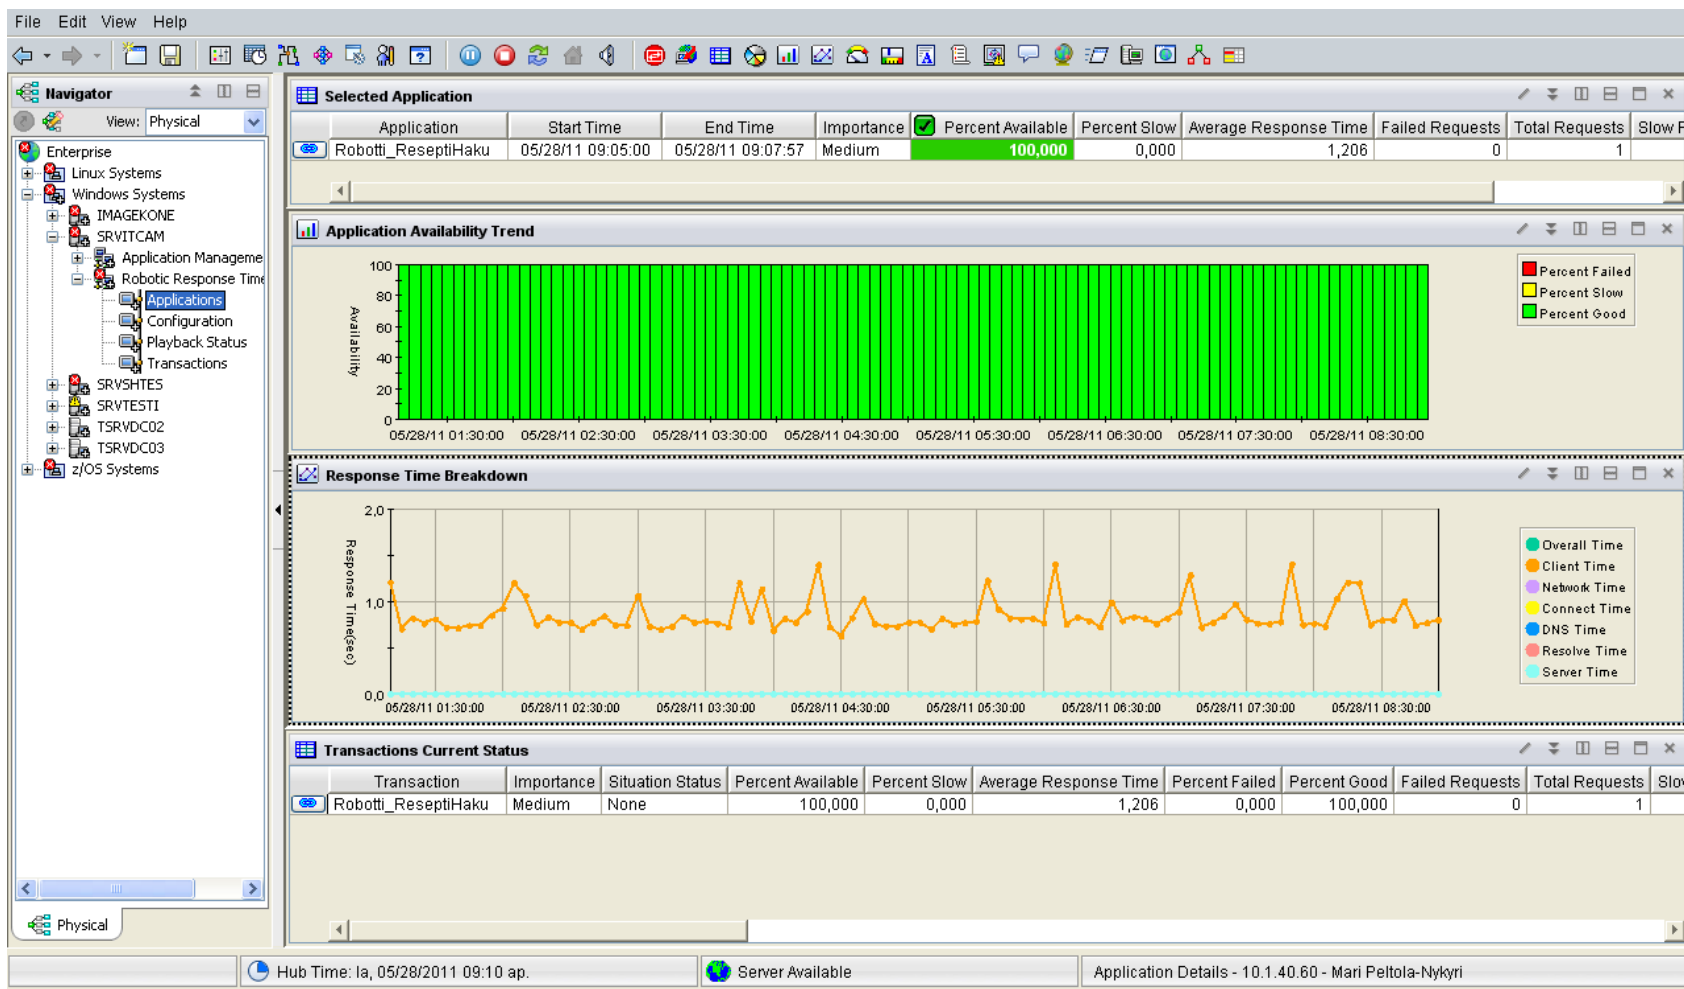 File Edit View Help
Navigator
View: Physical
Enterprise
Linux Systems
Windows Systems
IMAGEKONE
SRVITCAM
Application Manageme
Robotic Response Time
Applications
Configuration
Playback Status
Transactions
SRVSHTES
SRVTESTI
TSRVDC02
TSRVDC03
z/OS Systems
Physical
Selected Application
Application Start Time End Time Importance Percent Available Percent Slow Average Response Time Failed Requests Total Requests Slow R
Robotti_ReseptiHaku 05/28/11 09:05:00 05/28/11 09:07:57 Medium 100,000 0,000 1,206 0 1
Application Availability Trend
Availability
100
80
60
40
20
0
05/28/11 01:30:00 05/28/11 02:30:00 05/28/11 03:30:00 05/28/11 04:30:00 05/28/11 05:30:00 05/28/11 06:30:00 05/28/11 07:30:00 05/28/11 08:30:00
Percent Failed
Percent Slow
Percent Good
Response Time Breakdown
Response Time(sec)
2,0
1,0
0,0
05/28/11 01:30:00 05/28/11 02:30:00 05/28/11 03:30:00 05/28/11 04:30:00 05/28/11 05:30:00 05/28/11 06:30:00 05/28/11 07:30:00 05/28/11 08:30:00
Overall Time
Client Time
Network Time
Connect Time
DNS Time
Resolve Time
Server Time
Transactions Current Status
Transaction Importance Situation Status Percent Available Percent Slow Average Response Time Percent Failed Percent Good Failed Requests Total Requests Slov
Robotti_ReseptiHaku Medium None 100,000 0,000 1,206 0,000 100,000 0 1
Hub Time: la, 05/28/2011 09:10 ap. Server Available Application Details - 10.1.40.60 - Mari Peltola-Nykyri